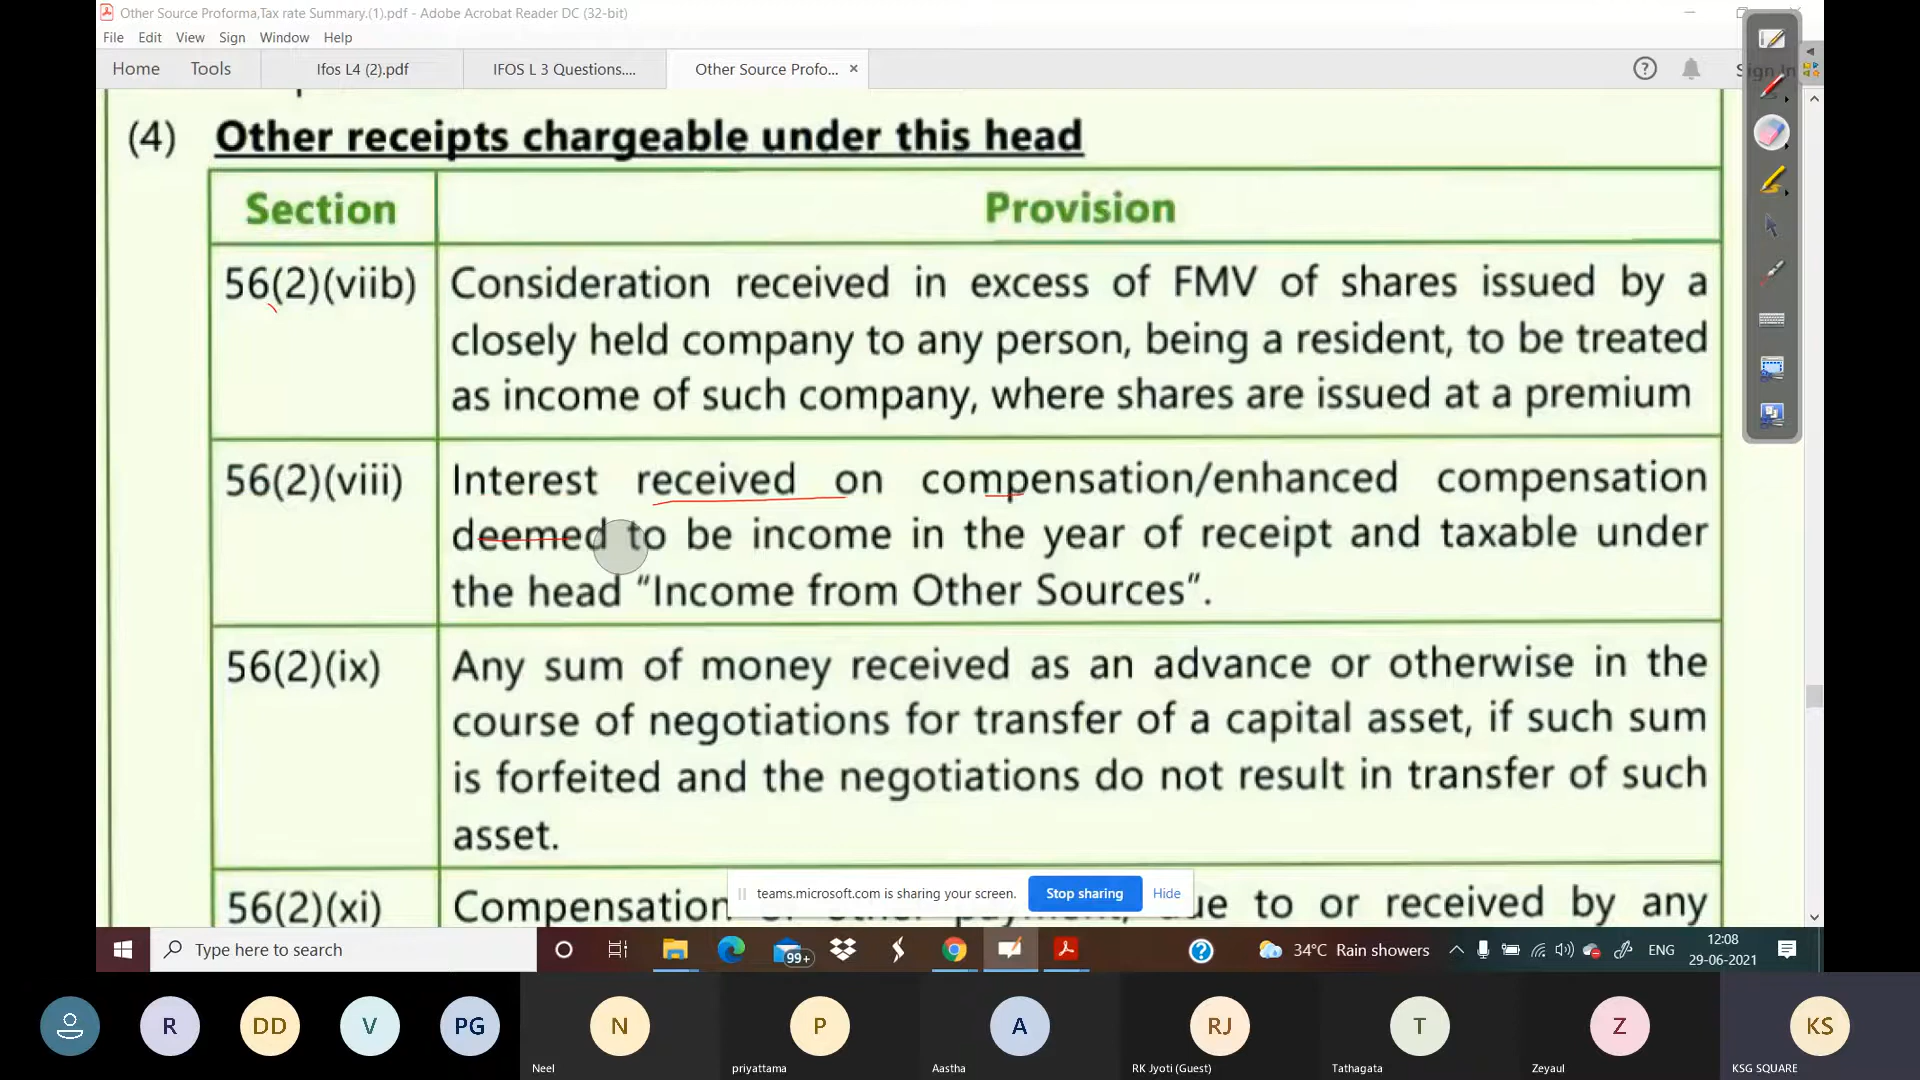 Other Source Proforma,Tax rate Summary.(1).pdf - Adobe Acrobat Reader DC (32-bit)
File Edit View Sign Window Help
Home Tools Ifos L4 (2).pdf IFOS L 3 Questions.... Other Source Profo... × Sign In
(4) Other receipts chargeable under this head
Section Provision
56(2)(viib) Consideration received in excess of FMV of shares issued by a
closely held company to any person, being a resident, to be treated
as income of such company, where shares are issued at a premium
56(2)(viii) Interest received on compensation/enhanced compensation
deemed to be income in the year of receipt and taxable under
the head “Income from Other Sources”.
56(2)(ix) Any sum of money received as an advance or otherwise in the
course of negotiations for transfer of a capital asset, if such sum
is forfeited and the negotiations do not result in transfer of such
asset.
56(2)(xi) Compensation or other payment, due to or received by any
teams.microsoft.com is sharing your screen. Stop sharing Hide
Type here to search 99+ 34°C Rain showers ENG 12:08
29-06-2021
R DD V PG N P A RJ T Z KS
Neel priyattama Aastha RK Jyoti (Guest) Tathagata Zeyaul KSG SQUARE